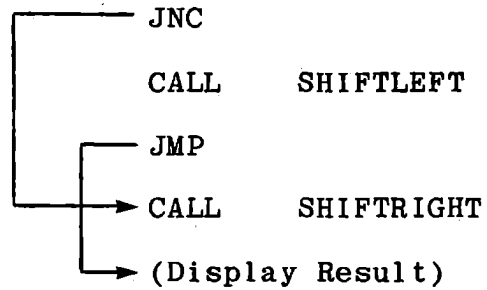 JNC
CALL SHIFTLEFT
JMP
CALL SHIFTRIGHT
(Display Result)